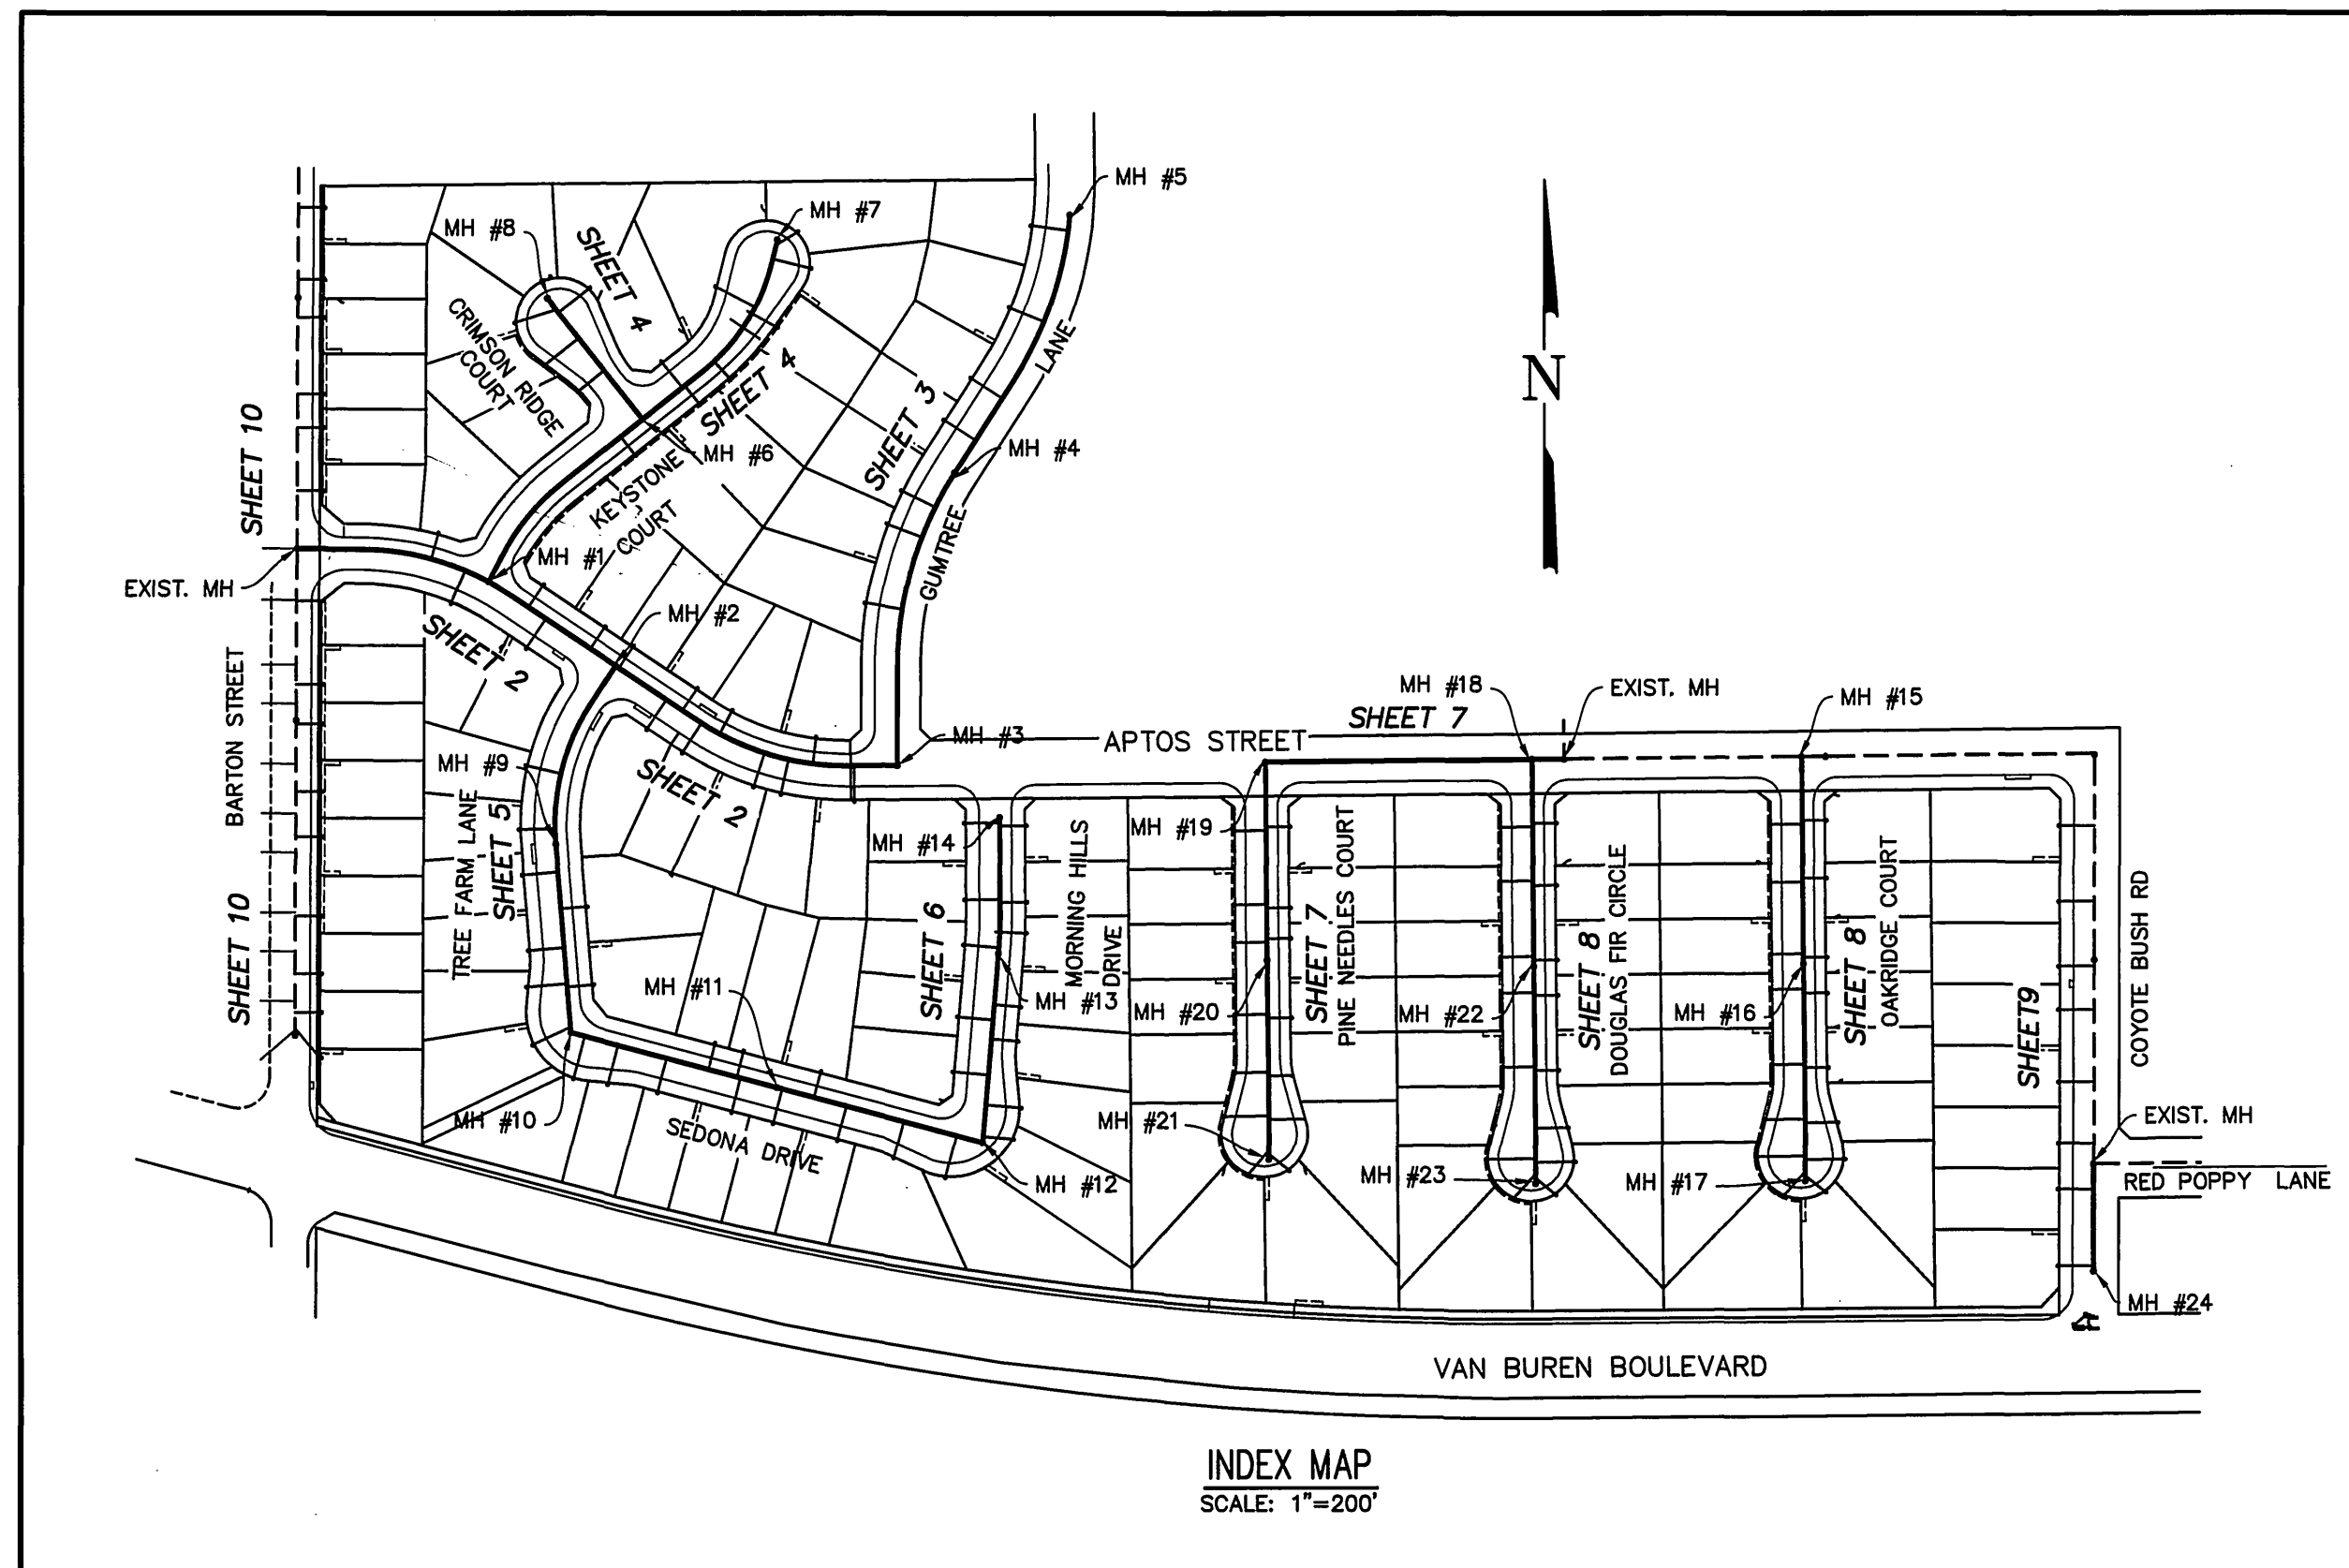 MH #5
MH #7
MH #8
SHEET 4
CRIMSON RIDGE
COURT
LANE
SHEET 4
SHEET 3
N
SHEET 10
MH #6
MH #4
KEYSTONE
COURT
GUMTREE
MH #1
EXIST. MH
MH #2
SHEET 2
BARTON STREET
MH #18
EXIST. MH
MH #15
SHEET 7
MH #3
APTOS STREET
MH #9
SHEET 2
TREE FARM LANE
SHEET 5
MH #14
MH #19
MORNING HILLS
DRIVE
PINE NEEDLES COURT
SHEET 7
DOUGLAS FIR CIRCLE
SHEET 8
OAKRIDGE COURT
SHEET 8
COYOTE BUSH RD
SHEET 10
SHEET 6
MH #11
MH #13
MH #20
MH #22
MH #16
SHEET9
MH #10
SEDONA DRIVE
MH #21
EXIST. MH
MH #12
MH #23
MH #17
RED POPPY LANE
MH #24
VAN BUREN BOULEVARD
INDEX MAP
SCALE: 1"=200'